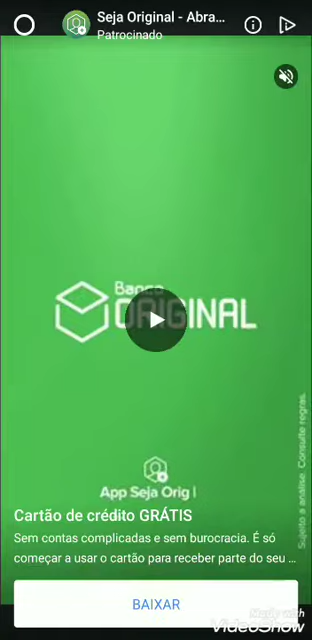 Seja Original - Abra...
Patrocinado
Banco
ORIGINAL
Sujeito a análise. Consulte regras.
App Seja Orig
Cartão de crédito GRÁTIS
Sem contas complicadas e sem burocracia. É só
começar a usar o cartão para receber parte do seu ...
BAIXAR
Made with
VideoShow